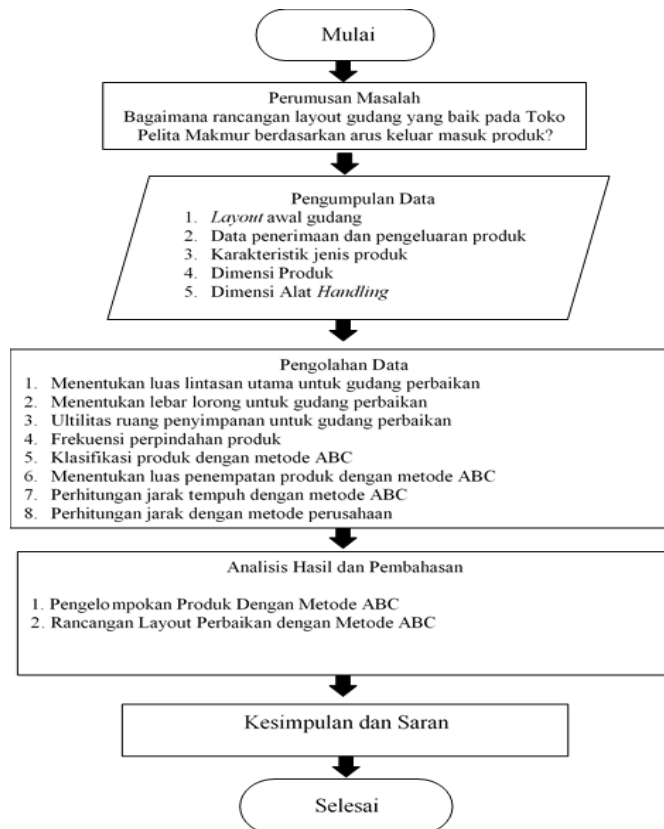 Mulai
Perumusan Masalah
Bagaimana rancangan layout gudang yang baik pada Toko
Pelita Makmur berdasarkan arus keluar masuk produk?
Pengumpulan Data
1. Layout awal gudang
2. Data penerimaan dan pengeluaran produk
3. Karakteristik jenis produk
4. Dimensi Produk
5. Dimensi Alat Handling
Pengolahan Data
1. Menentukan luas lintasan utama untuk gudang perbaikan
2. Menentukan lebar lorong untuk gudang perbaikan
3. Ultilitas ruang penyimpanan untuk gudang perbaikan
4. Frekuensi perpindahan produk
5. Klasifikasi produk dengan metode ABC
6. Menentukan luas penempatan produk dengan metode ABC
7. Perhitungan jarak tempuh dengan metode ABC
8. Perhitungan jarak dengan metode perusahaan
Analisis Hasil dan Pembahasan
1. Pengelompokan Produk Dengan Metode ABC
2. Rancangan Layout Perbaikan dengan Metode ABC
Kesimpulan dan Saran
Selesai